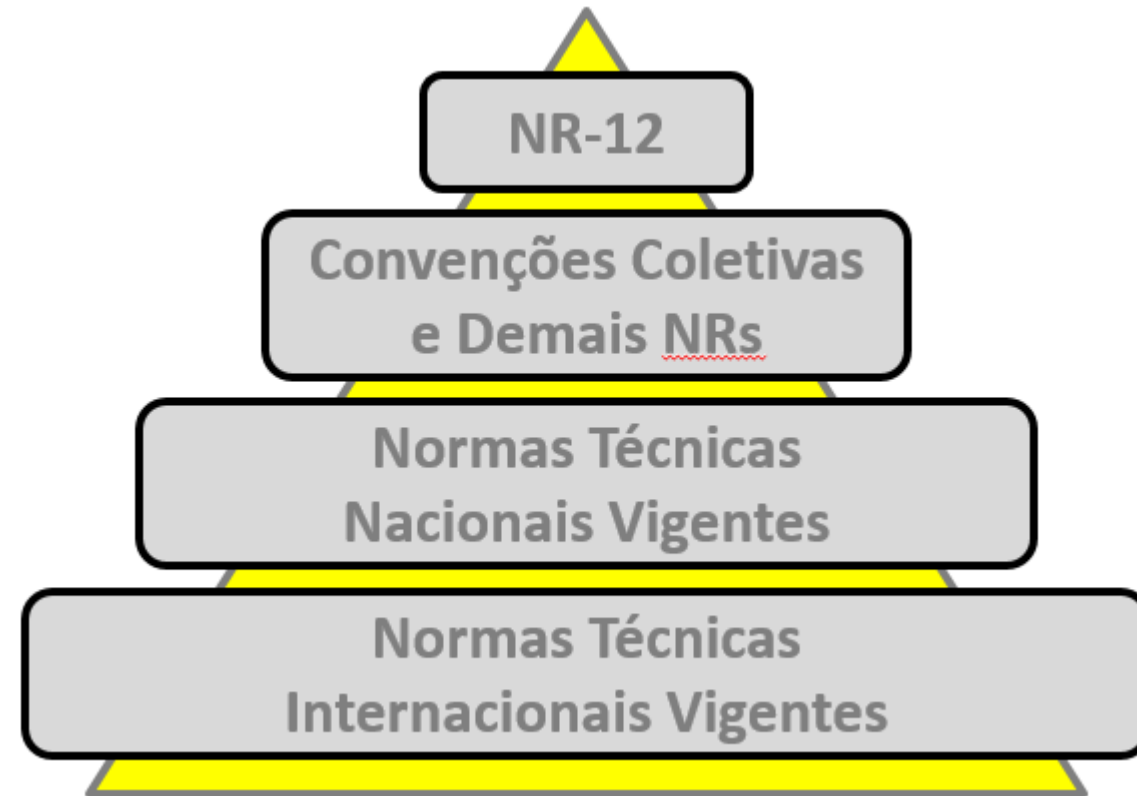 NR-12
Convenções Coletivas
e Demais NRs
Normas Técnicas
Nacionais Vigentes
Normas Técnicas
Internacionais Vigentes